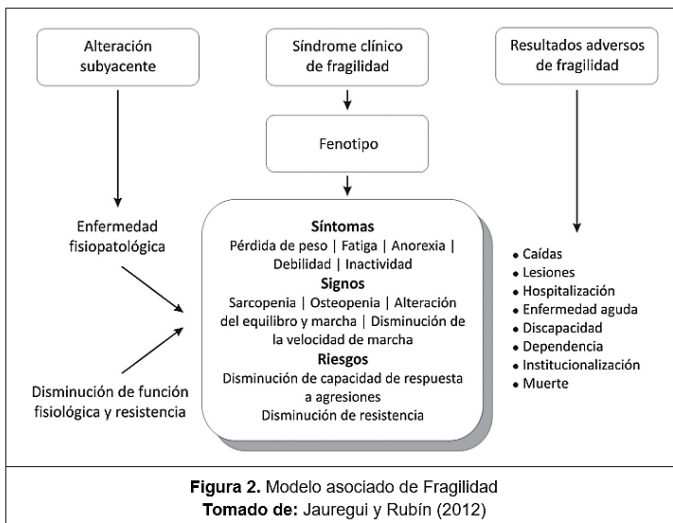 Alteración
subyacente
Síndrome clínico
de fragilidad
Resultados adversos
de fragilidad
Fenotipo
Enfermedad
fisiopatológica
Disminución de función
fisiológica y resistencia
Síntomas
Pérdida de peso | Fatiga | Anorexia |
Debilidad | Inactividad
Signos
Sarcopenia | Osteopenia | Alteración
del equilibro y marcha | Disminución de
la velocidad de marcha
Riesgos
Disminución de capacidad de respuesta
a agresiones
Disminución de resistencia
• Caídas
• Lesiones
• Hospitalización
• Enfermedad aguda
• Discapacidad
• Dependencia
• Institucionalización
• Muerte
Figura 2. Modelo asociado de Fragilidad
Tomado de: Jauregui y Rubín (2012)